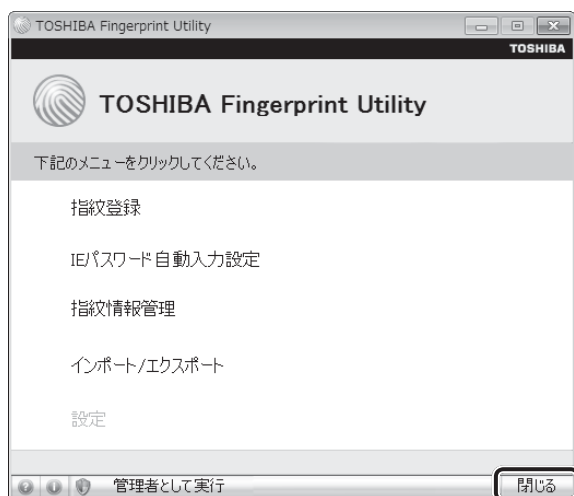 TOSHIBA Fingerprint Utility
TOSHIBA
TOSHIBA Fingerprint Utility
下記のメニューをクリックしてください。
指紋登録
IEパスワード自動入力設定
指紋情報管理
インポート/エクスポート
設定
管理者として実行
閉じる